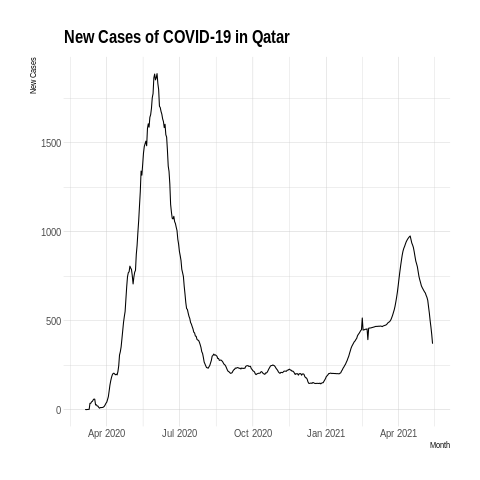 New Cases of COVID-19 in Qatar
New Cases
1500
1000
500
0
Apr 2020 Jul 2020 Oct 2020 Jan 2021 Apr 2021
Month